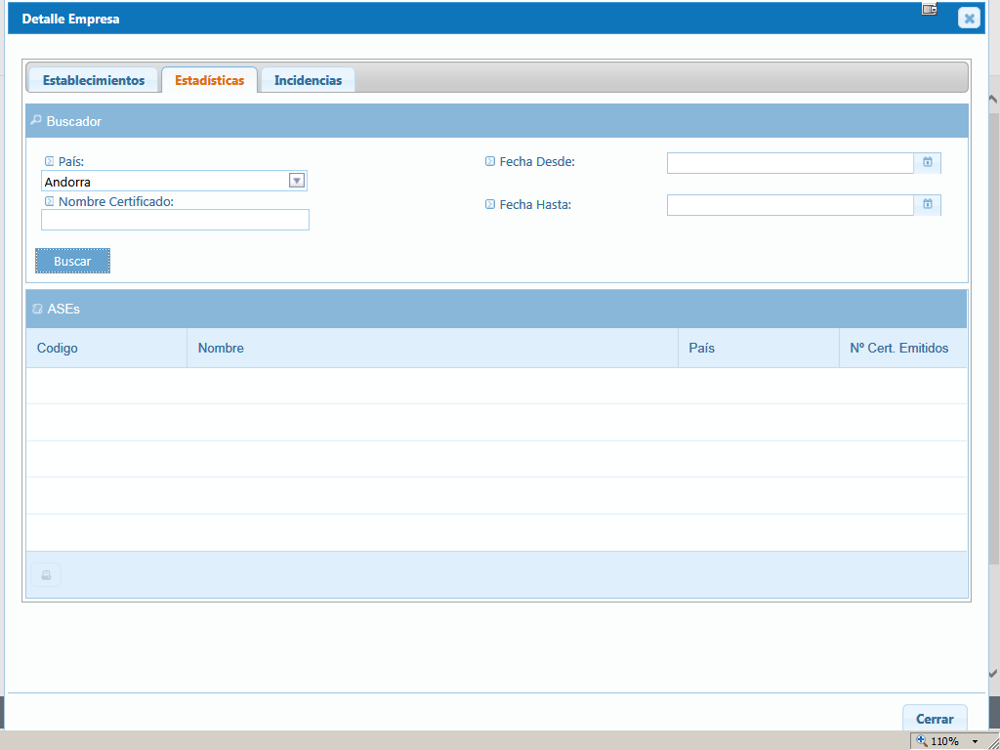 Detalle Empresa
Establecimientos
Estadísticas
Incidencias
Buscador
País:
Andorra
Nombre Certificado:
Fecha Desde:
Fecha Hasta:
Buscar
ASEs
Codigo
Nombre
País
Nº Cert. Emitidos
Cerrar
110%